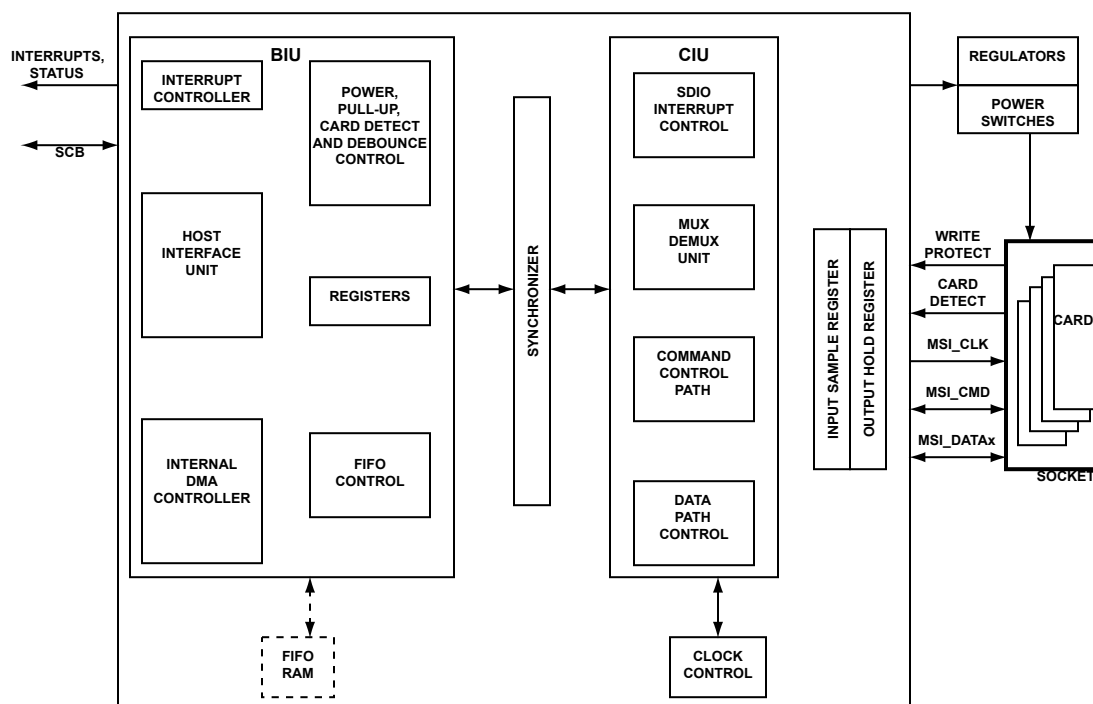 INTERRUPTS,
STATUS
SCB
BIU
INTERRUPT
CONTROLLER
POWER,
PULL-UP,
CARD DETECT
AND DEBOUNCE
CONTROL
HOST
INTERFACE
UNIT
REGISTERS
INTERNAL
DMA
CONTROLLER
FIFO
CONTROL
FIFO
RAM
SYNCHRONIZER
CIU
SDIO
INTERRUPT
CONTROL
MUX
DEMUX
UNIT
COMMAND
CONTROL
PATH
DATA
PATH
CONTROL
CLOCK
CONTROL
INPUT SAMPLE REGISTER
OUTPUT HOLD REGISTER
REGULATORS
POWER
SWITCHES
WRITE
PROTECT
CARD
DETECT
MSI_CLK
MSI_CMD
MSI_DATAx
CARD
SOCKET